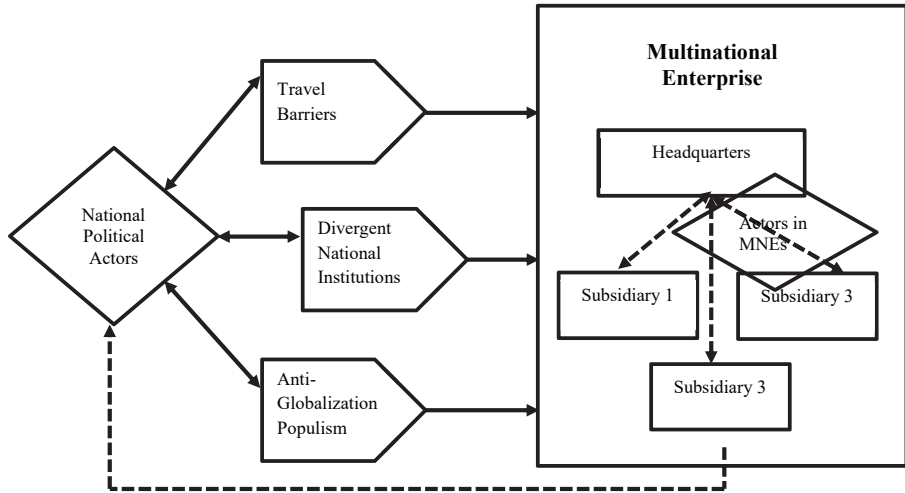 Multinational
Enterprise
Travel
Barriers
Headquarters
National
Political
Actors
Divergent
National
Institutions
Actors in
MNEs
Subsidiary 1
Subsidiary 3
Subsidiary 3
Anti-
Globalization
Populism